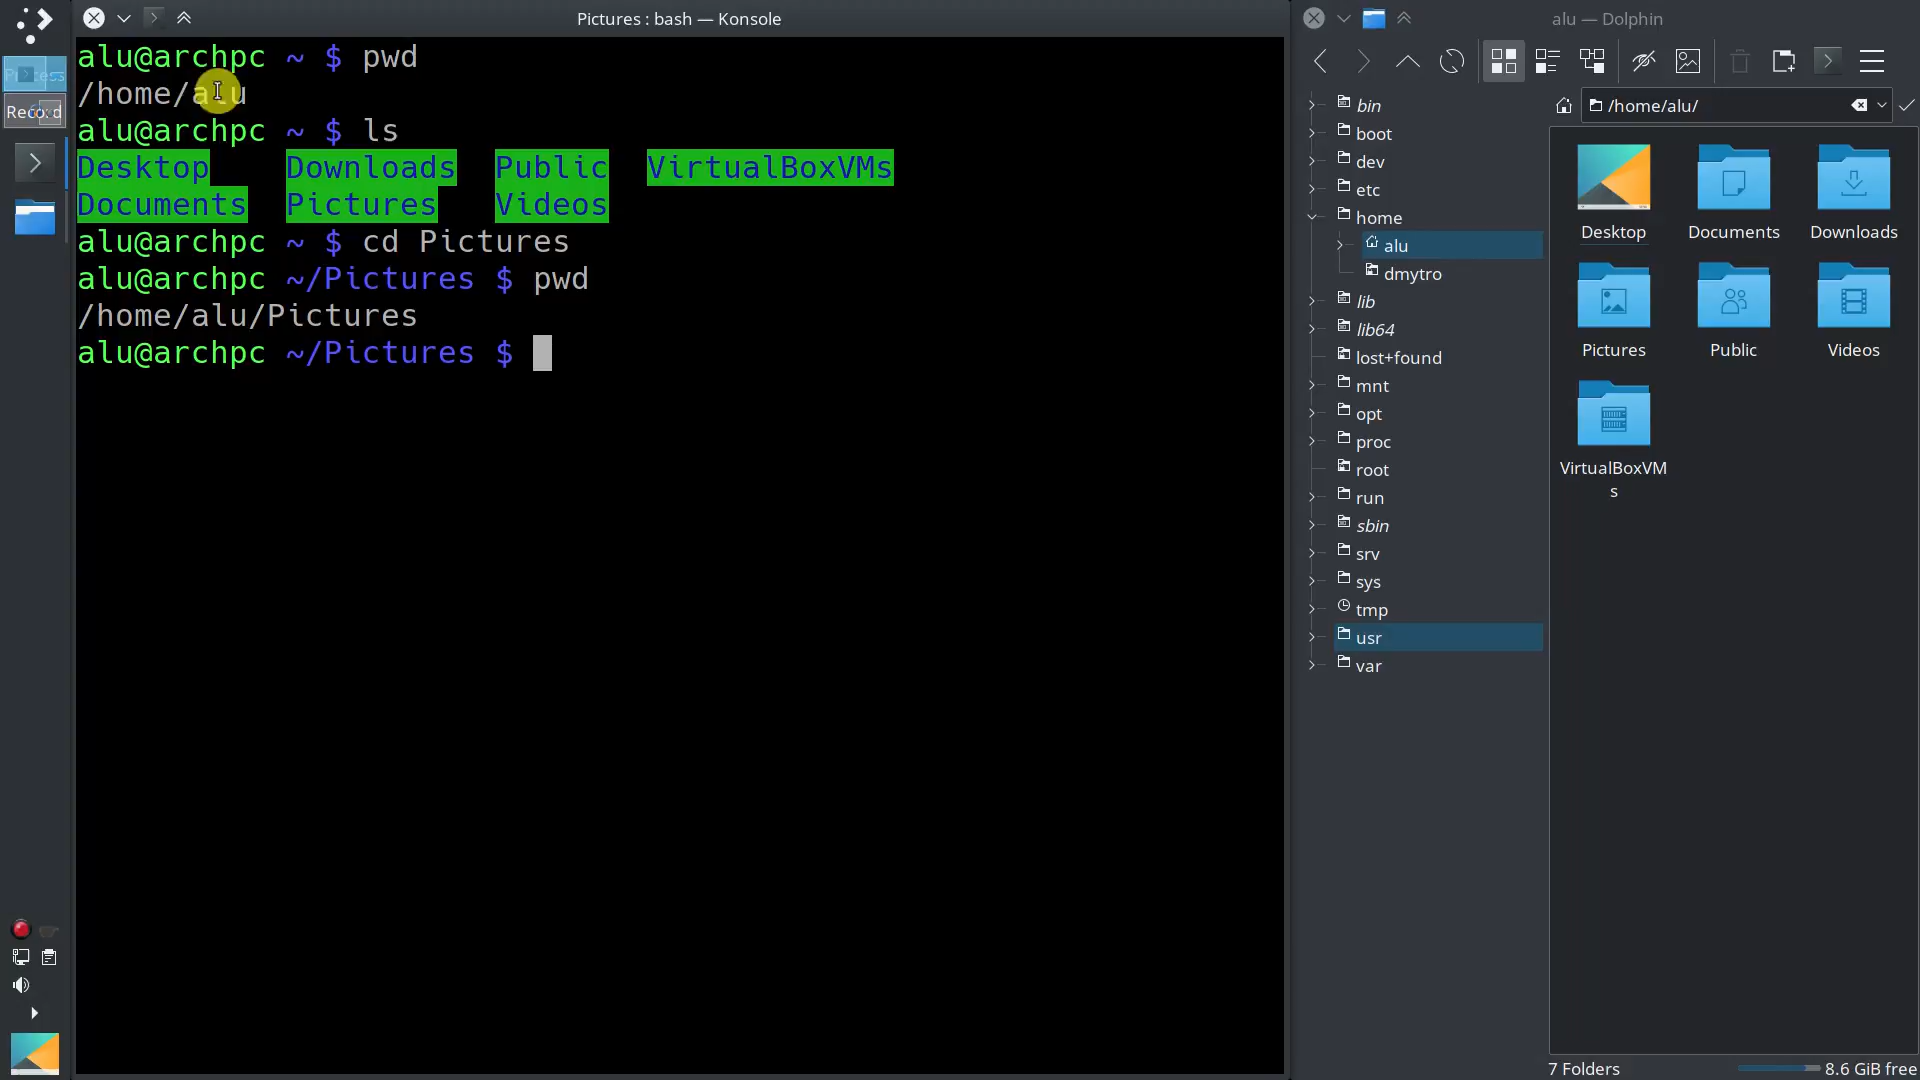 Pictures : bash — Konsole
alu@archpc ~ $ pwd
/home/alu
alu@archpc ~ $ ls
Desktop Downloads Public VirtualBoxVMs
Documents Pictures Videos
alu@archpc ~ $ cd Pictures
alu@archpc ~/Pictures $ pwd
/home/alu/Pictures
alu@archpc ~/Pictures $
alu — Dolphin
/home/alu/
bin
boot
dev
etc
home
alu
dmytro
lib
lib64
lost+found
mnt
opt
proc
root
run
sbin
srv
sys
tmp
usr
var
Desktop Documents Downloads
Pictures Public Videos
VirtualBoxVM
s
7 Folders 8.6 GiB free